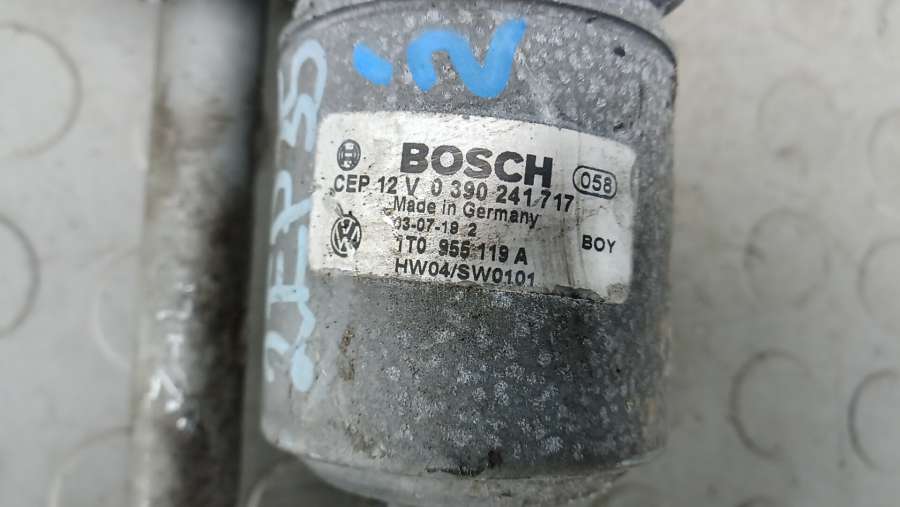 BOSCH
058
CEP 12 V 0 390 241 717
Made in Germany
03-07-18 2
1T0 955 119 A
BOY
HW04/SW0101